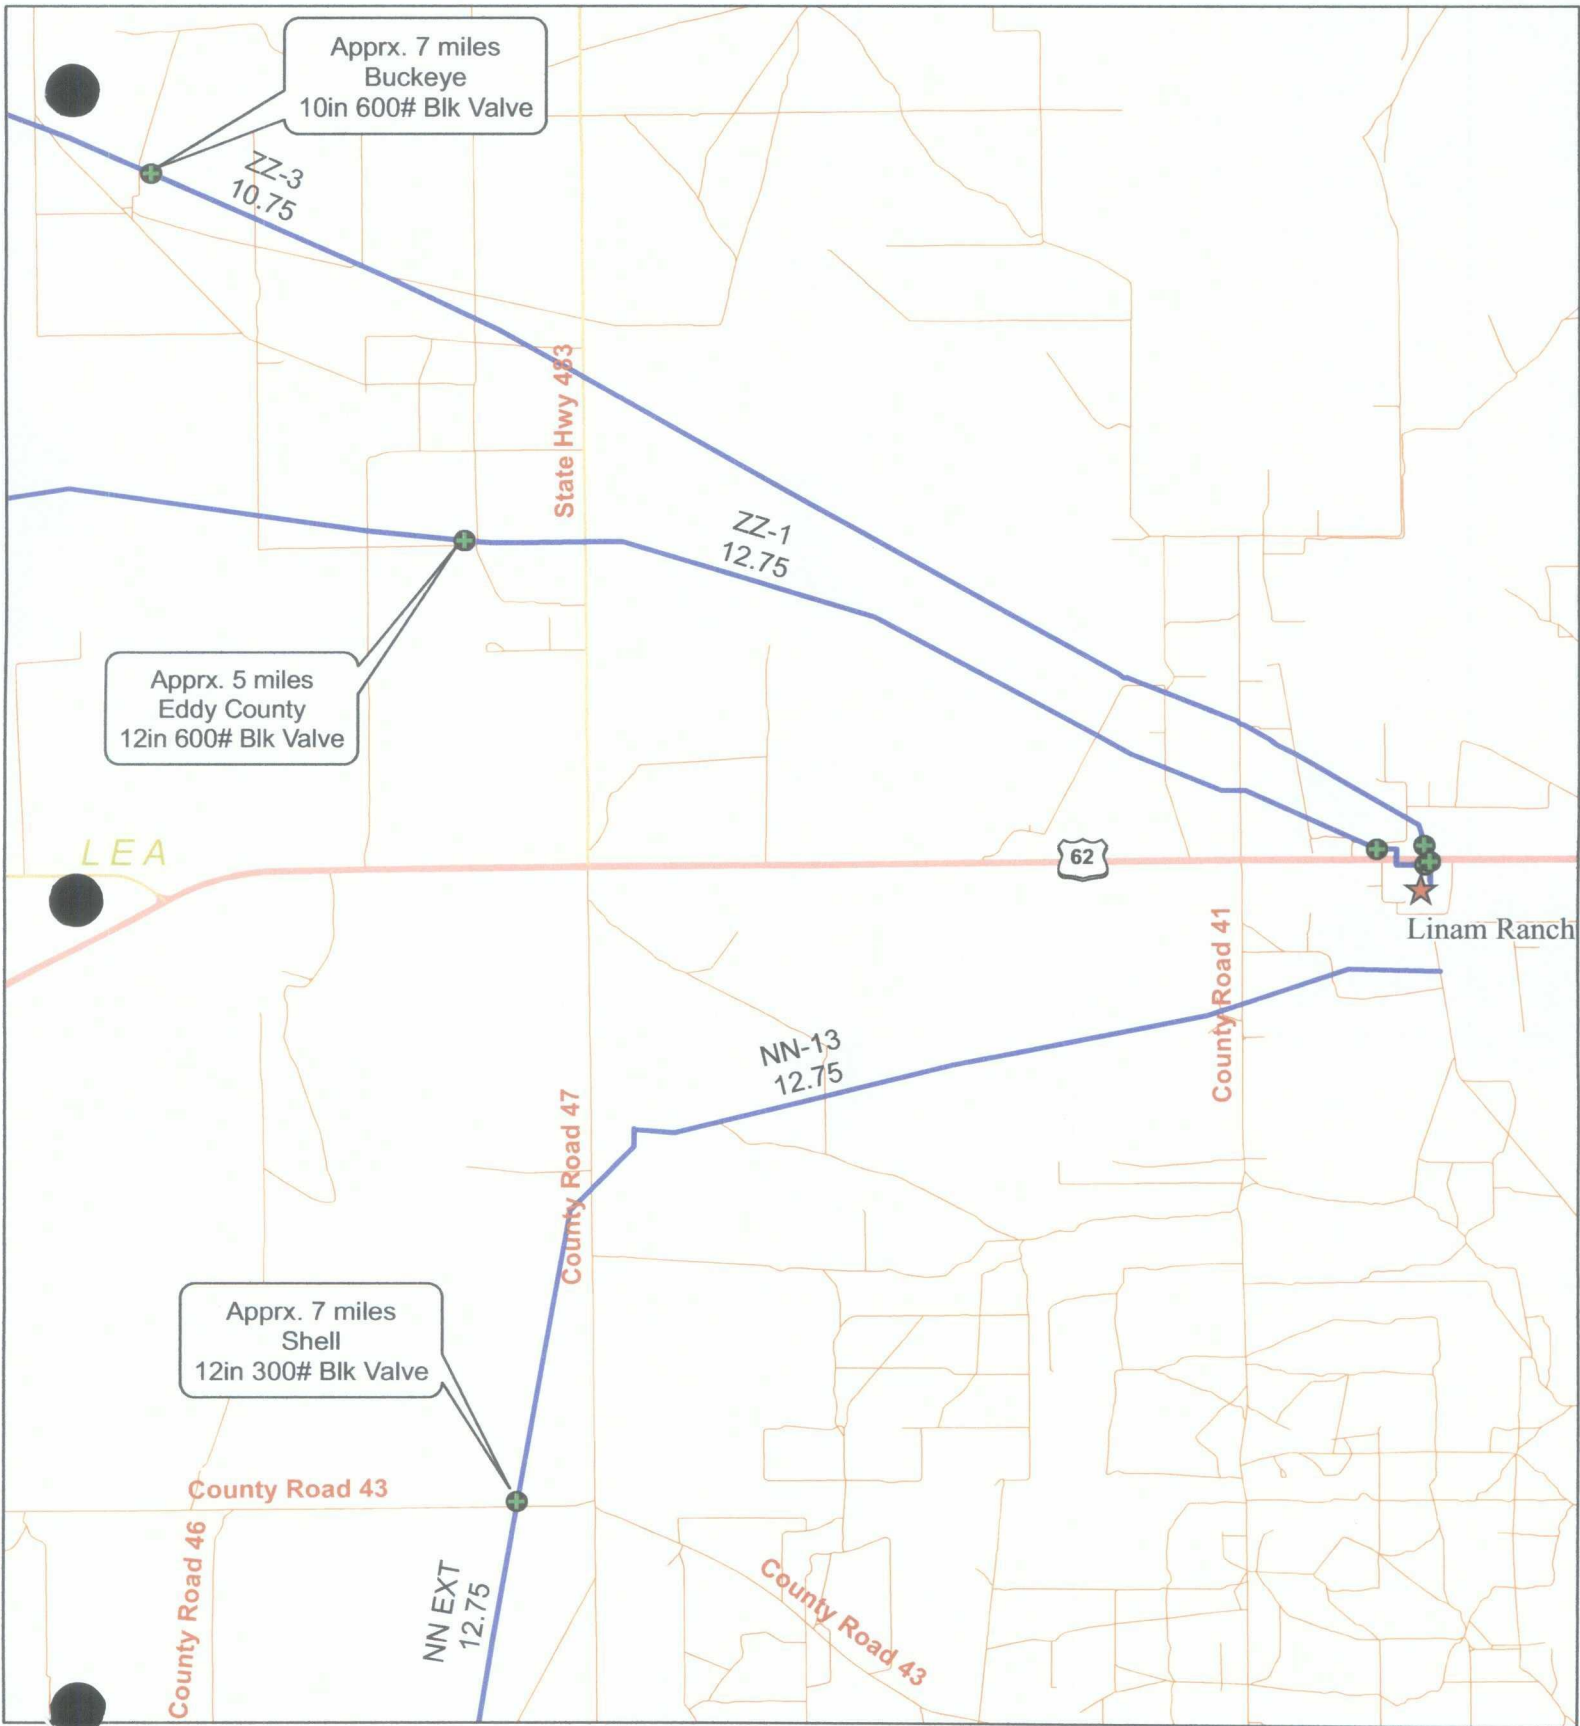 Apprx. 7 miles
Buckeye
10in 600# Blk Valve
ZZ-3
10.75
State Hwy 483
ZZ-1
12.75
Apprx. 5 miles
Eddy County
12in 600# Blk Valve
LEA
62
Linam Ranch
County Road 41
NN-13
12.75
County Road 47
Apprx. 7 miles
Shell
12in 300# Blk Valve
County Road 43
County Road 46
NN EXT
12.75
County Road 43